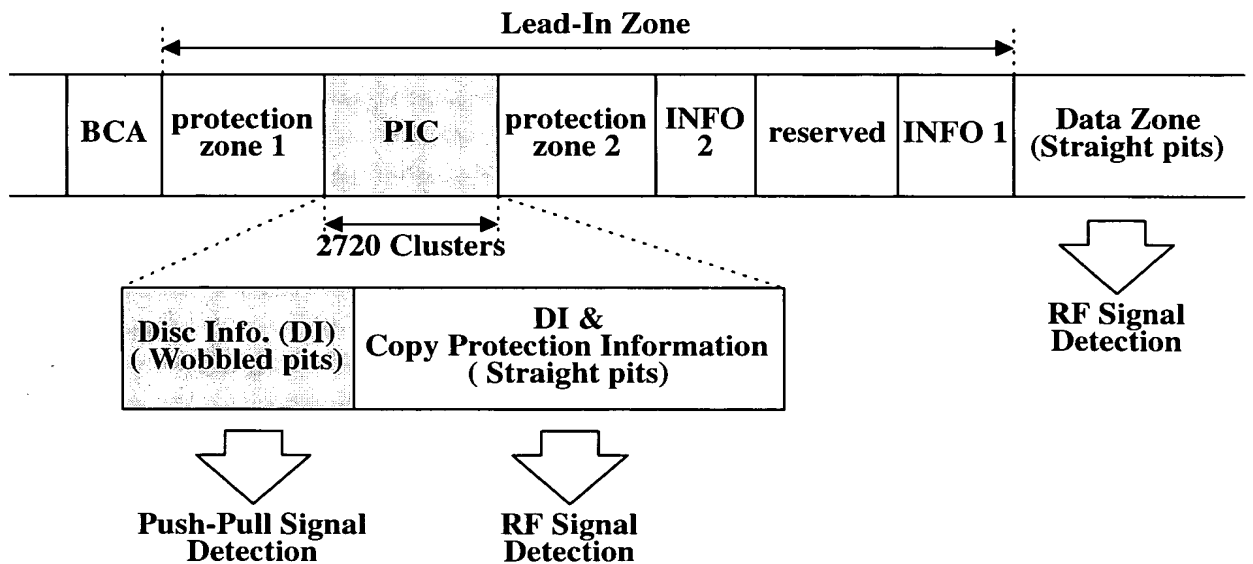 Lead-In Zone
BCA
protection
zone 1
PIC
protection
zone 2
INFO
2
reserved
INFO 1
Data Zone
(Straight pits)
2720 Clusters
Disc Info. (DI)
( Wobbled pits)
DI &
Copy Protection Information
( Straight pits)
RF Signal
Detection
Push-Pull Signal
Detection
RF Signal
Detection